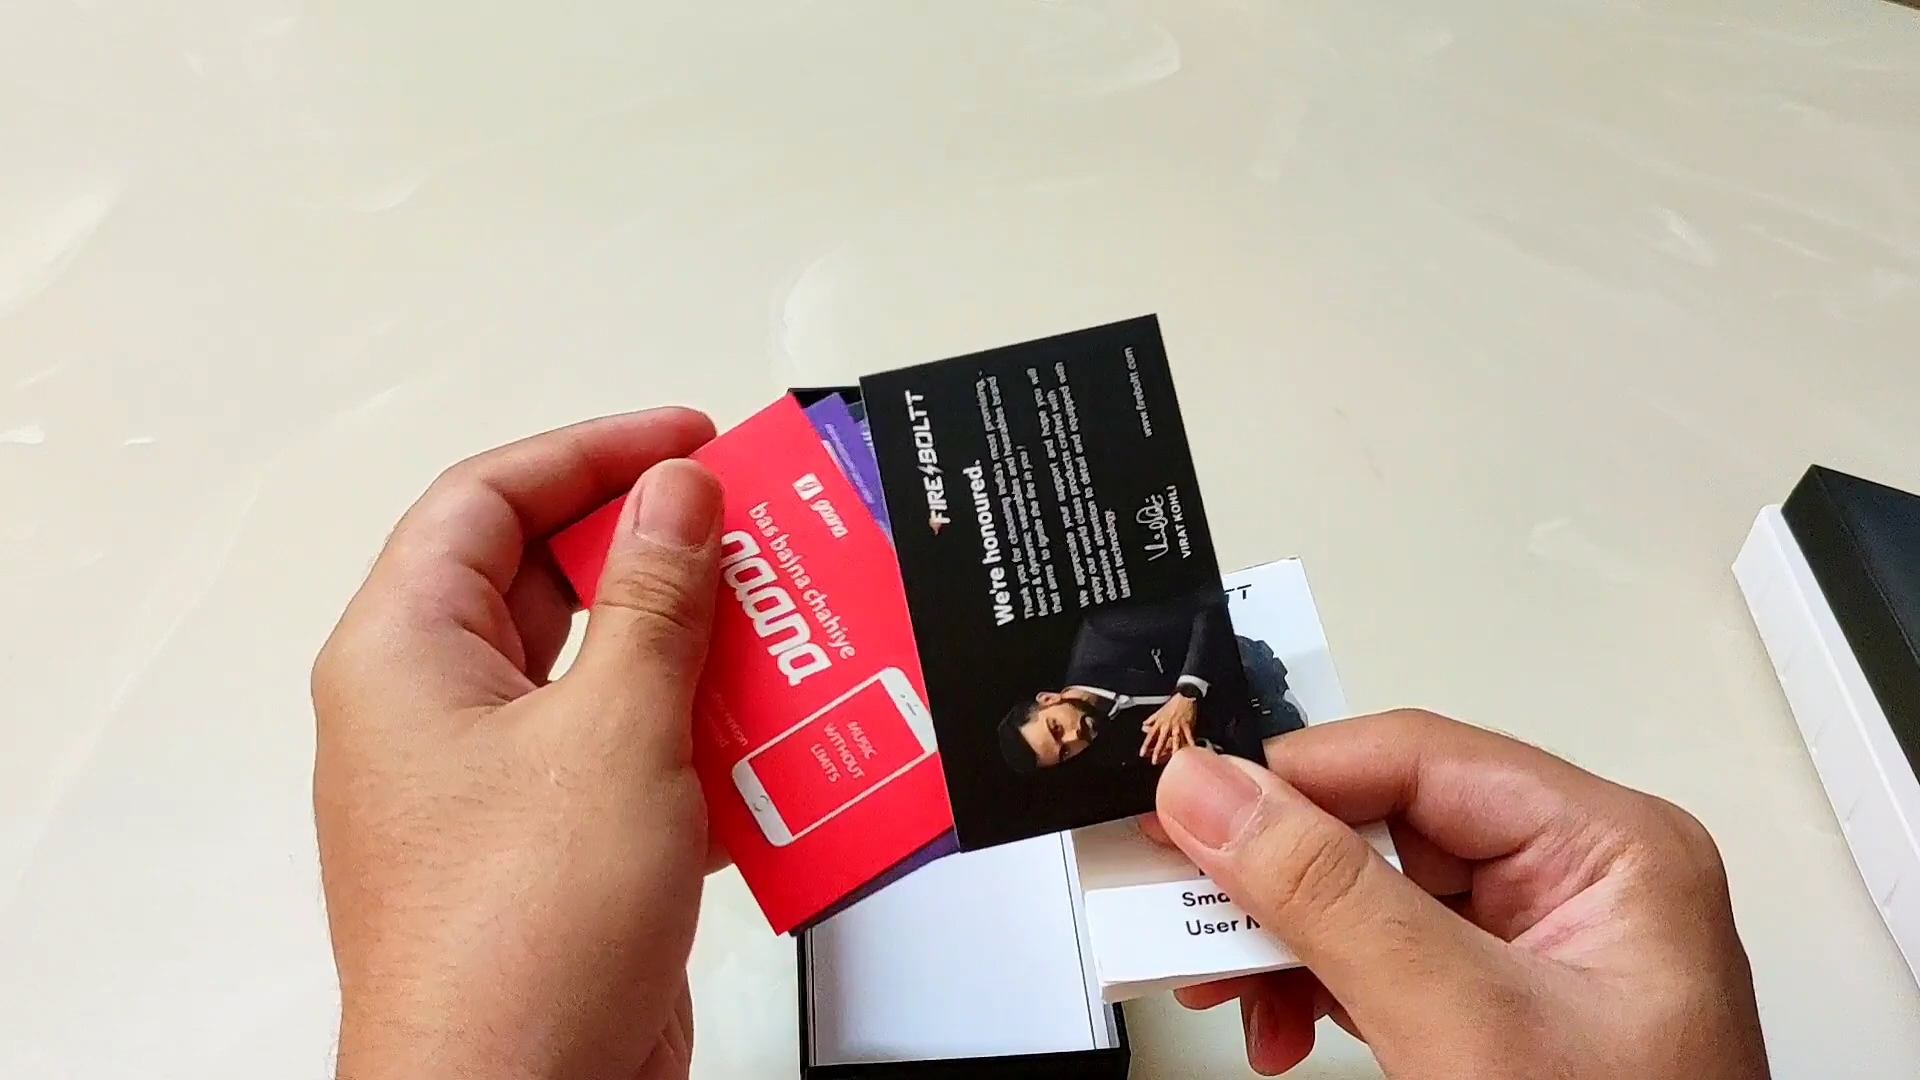 gaana
bas bajna chahiye
gaana
MUSIC
WITHOUT
LIMITS
FIRE BOLTT
We're honoured.
Thank you for choosing India's most promising,
fierce & dynamic wearables and hearables brand
that aims to ignite the fire in you!
We appreciate your support and hope you will
enjoy our world class products crafted with
obsessive attention to detail and equipped with
latest technology.
VIRAT KOHLI
www.fireboltt.com
TT
User